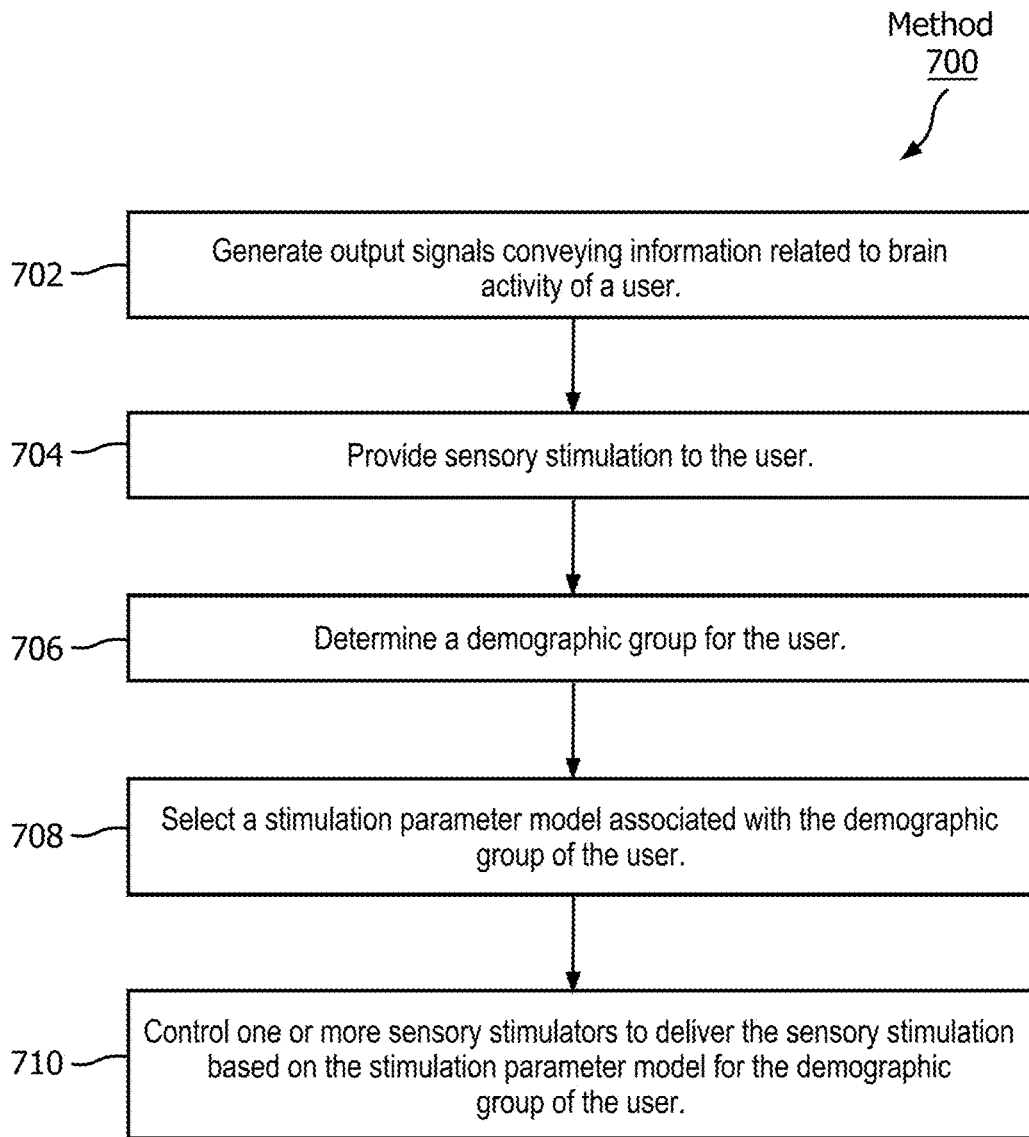 Method
700
702
Generate output signals conveying information related to brain
activity of a user.
704
Provide sensory stimulation to the user.
706
Determine a demographic group for the user.
708
Select a stimulation parameter model associated with the demographic
group of the user.
710
Control one or more sensory stimulators to deliver the sensory stimulation
based on the stimulation parameter model for the demographic
group of the user.